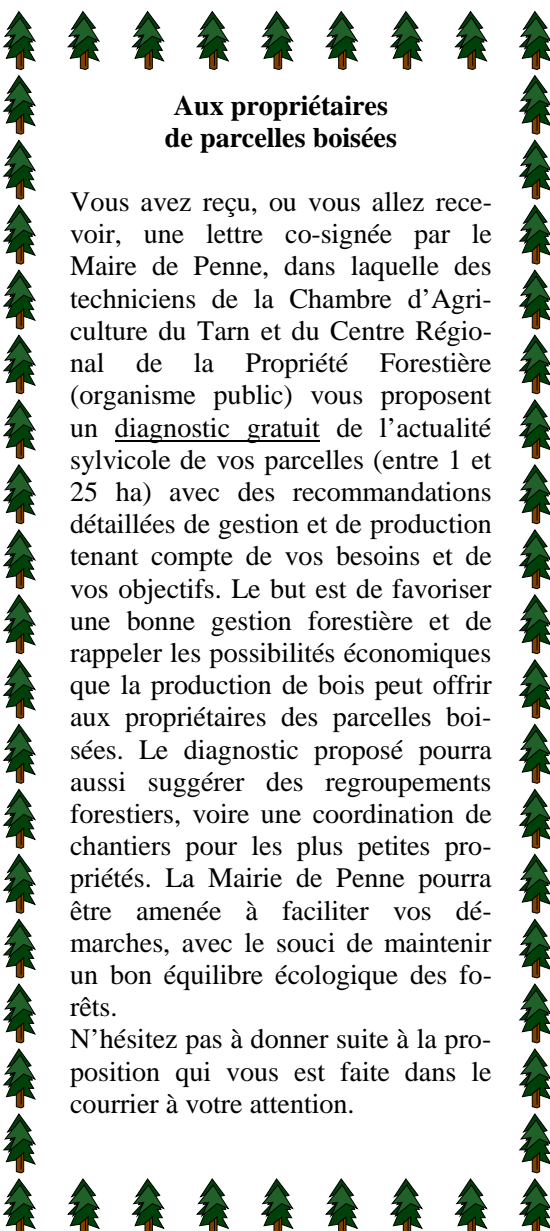 Aux propriétaires
de parcelles boisées
Vous avez reçu, ou vous allez rece-
voir, une lettre co-signée par le
Maire de Penne, dans laquelle des
techniciens de la Chambre d’Agri-
culture du Tarn et du Centre Régio-
nal de la Propriété Forestière
(organisme public) vous proposent
un diagnostic gratuit de l’actualité
sylvicole de vos parcelles (entre 1 et
25 ha) avec des recommandations
détaillées de gestion et de production
tenant compte de vos besoins et de
vos objectifs. Le but est de favoriser
une bonne gestion forestière et de
rappeler les possibilités économiques
que la production de bois peut offrir
aux propriétaires des parcelles boi-
sées. Le diagnostic proposé pourra
aussi suggérer des regroupements
forestiers, voire une coordination de
chantiers pour les plus petites pro-
priétés. La Mairie de Penne pourra
être amenée à faciliter vos dé-
marches, avec le souci de maintenir
un bon équilibre écologique des fo-
rêts.
N’hésitez pas à donner suite à la pro-
position qui vous est faite dans le
courrier à votre attention.